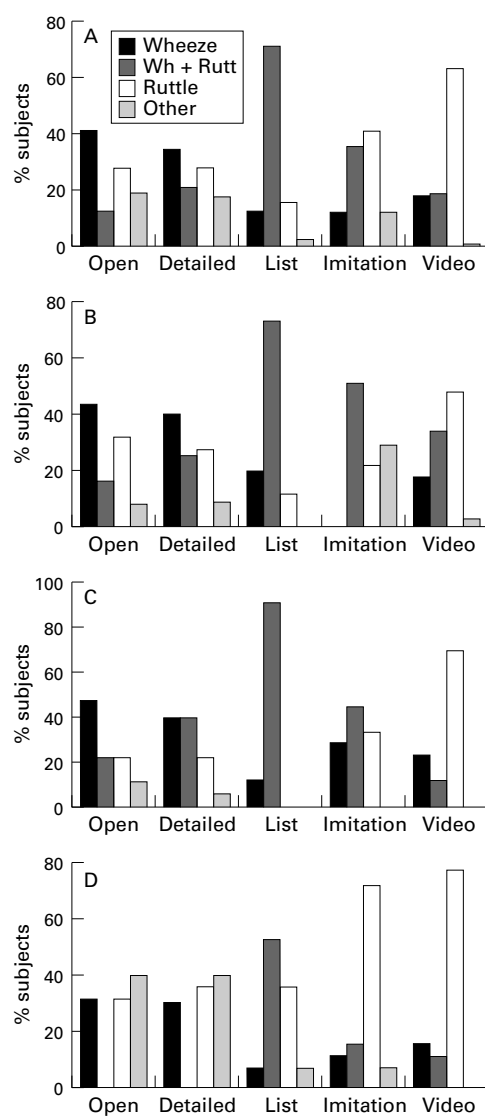 A
Wheeze
Wh + Rutt
Ruttle
Other
80
60
40
20
0
% subjects
Open Detailed List Imitation Video
B
80
60
40
20
0
% subjects
Open Detailed List Imitation Video
C
100
80
60
40
20
0
% subjects
Open Detailed List Imitation Video
D
80
60
40
20
0
% subjects
Open Detailed List Imitation Video